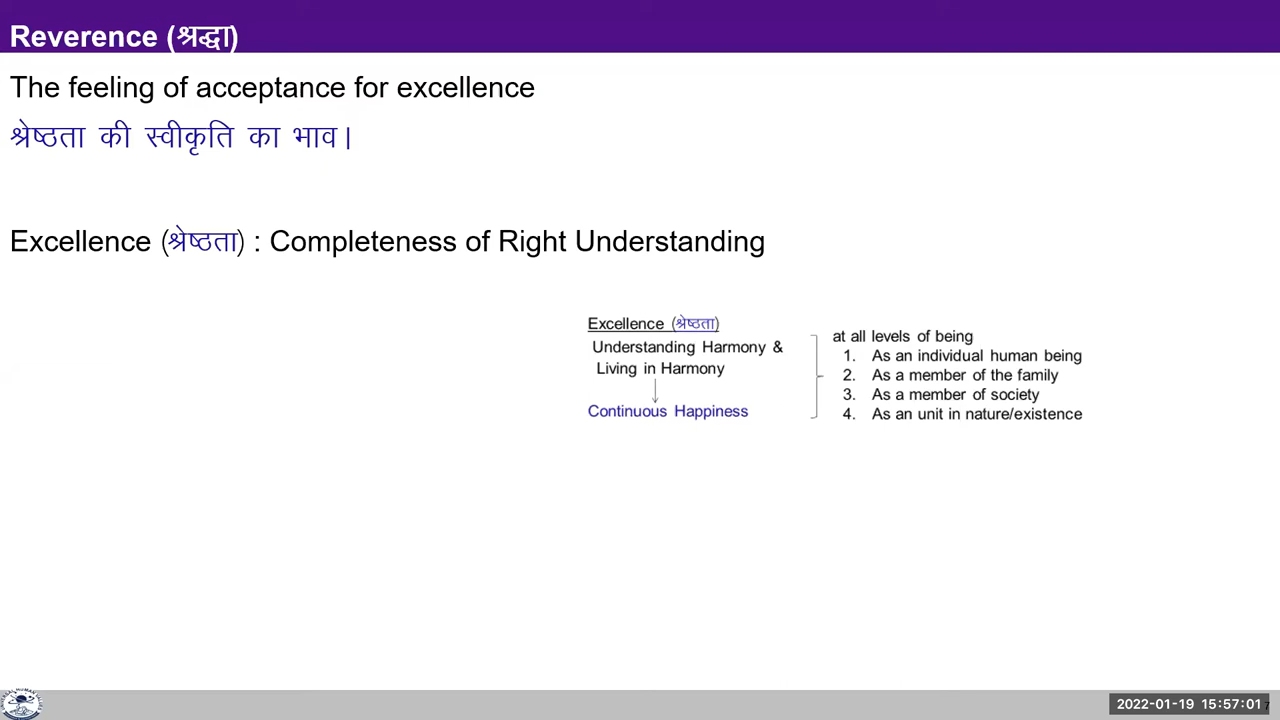 Reverence (श्रद्धा)
The feeling of acceptance for excellence
श्रेष्ठता की स्वीकृति का भाव।
Excellence (श्रेष्ठता) : Completeness of Right Understanding
Excellence (श्रेष्ठता)
Understanding Harmony &
Living in Harmony
Continuous Happiness
at all levels of being
1. As an individual human being
2. As a member of the family
3. As a member of society
4. As an unit in nature/existence
2022-01-19 15:57:01
7